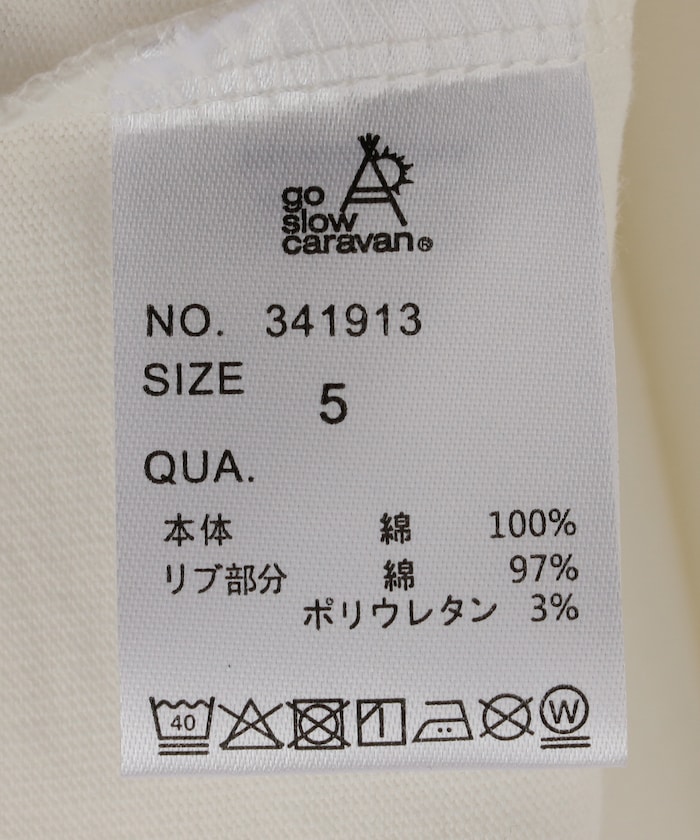 go
slow
caravan®
NO. 341913
SIZE 5
QUA.
本体 綿 100%
リブ部分 綿 97%
ポリウレタン 3%
40 W